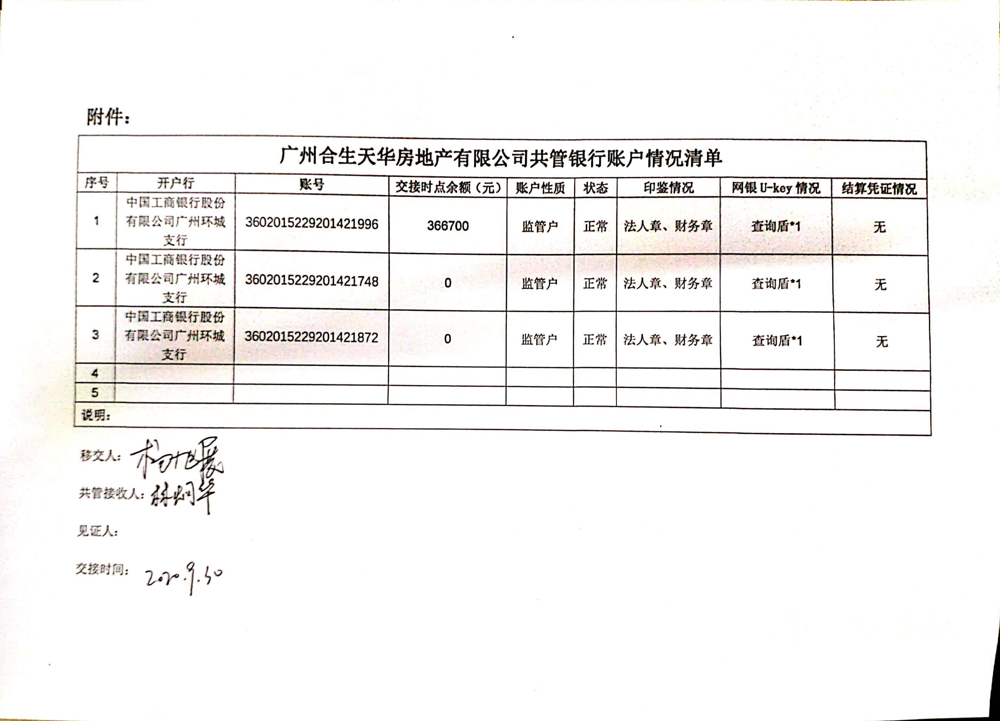 附件：
广州合生天华房地产有限公司共管银行账户情况清单
序号 开户行 账号 交接时点余额（元） 账户性质 状态 印鉴情况 网银U-key情况 结算凭证情况
1 中国工商银行股份有限公司广州环城支行 3602015229201421996 366700 监管户 正常 法人章、财务章 查询盾*1 无
2 中国工商银行股份有限公司广州环城支行 3602015229201421748 0 监管户 正常 法人章、财务章 查询盾*1 无
3 中国工商银行股份有限公司广州环城支行 3602015229201421872 0 监管户 正常 法人章、财务章 查询盾*1 无
4
5
说明：
移交人：杨旭展
共管接收人：林炯华
见证人：
交接时间：2020.9.30